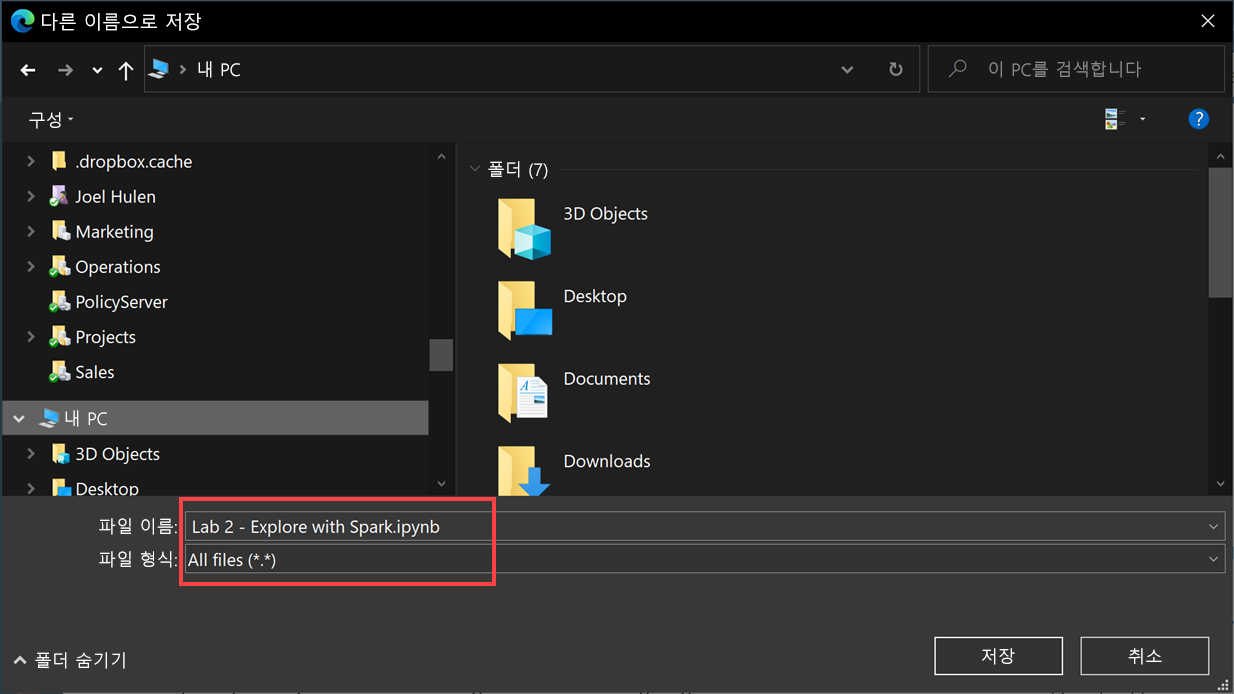 다른 이름으로 저장
내 PC
이 PC를 검색합니다
구성
?
.dropbox.cache
Joel Hulen
Marketing
Operations
PolicyServer
Projects
Sales
내 PC
3D Objects
Desktop
폴더 (7)
3D Objects
Desktop
Documents
Downloads
파일 이름: Lab 2 - Explore with Spark.ipynb
파일 형식: All files (*.*)
폴더 숨기기
저장
취소